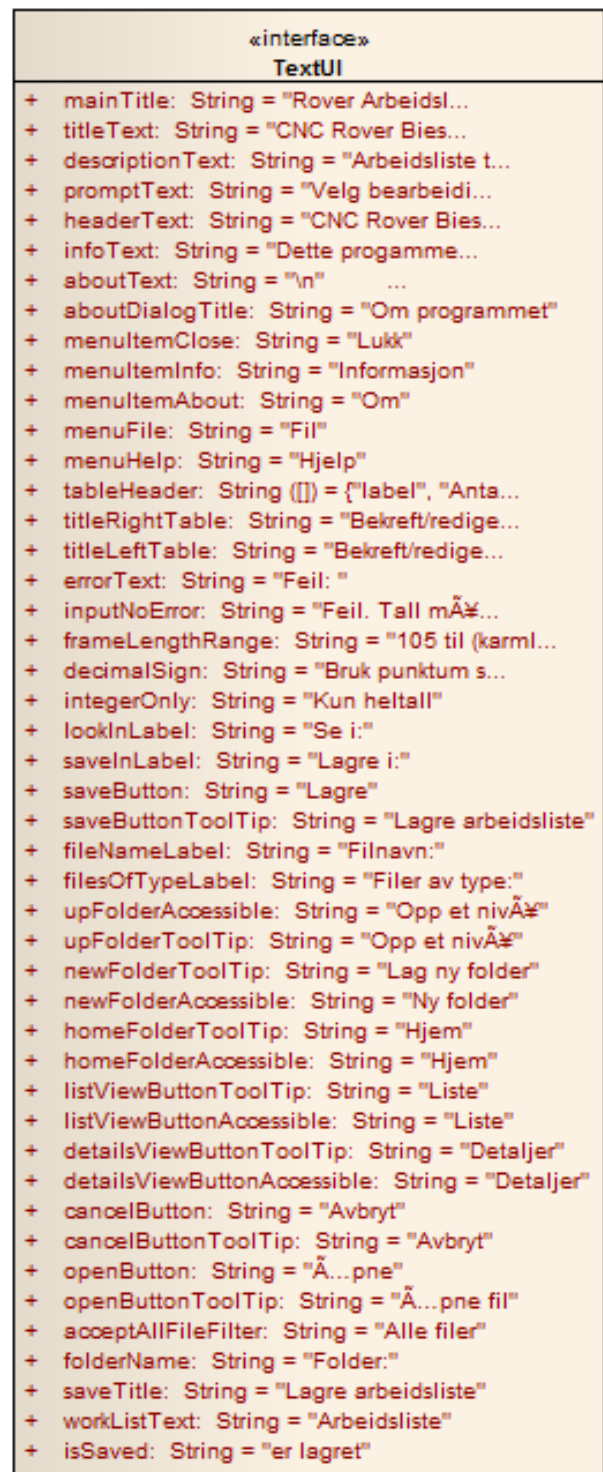 «interface»
TextUI
+ mainTitle: String = "Rover Arbeidsl...
+ titleText: String = "CNC Rover Bies...
+ descriptionText: String = "Arbeidsliste t...
+ promptText: String = "Velg bearbeidi...
+ headerText: String = "CNC Rover Bies...
+ infoText: String = "Dette progamme...
+ aboutText: String = "\n" ...
+ aboutDialogTitle: String = "Om programmet"
+ menuItemClose: String = "Lukk"
+ menuItemInfo: String = "Informasjon"
+ menuItemAbout: String = "Om"
+ menuFile: String = "Fil"
+ menuHelp: String = "Hjelp"
+ tableHeader: String ([]) = {"label", "Anta...
+ titleRightTable: String = "Bekreft/redige...
+ titleLeftTable: String = "Bekreft/redige...
+ errorText: String = "Feil: "
+ inputNoError: String = "Feil. Tall mÃ¥...
+ frameLengthRange: String = "105 til (karml...
+ decimalSign: String = "Bruk punktum s...
+ integerOnly: String = "Kun heltall"
+ lookInLabel: String = "Se i:"
+ saveInLabel: String = "Lagre i:"
+ saveButton: String = "Lagre"
+ saveButtonToolTip: String = "Lagre arbeidsliste"
+ fileNameLabel: String = "Filnavn:"
+ filesOfTypeLabel: String = "Filer av type:"
+ upFolderAccessible: String = "Opp et nivÃ¥"
+ upFolderToolTip: String = "Opp et nivÃ¥"
+ newFolderToolTip: String = "Lag ny folder"
+ newFolderAccessible: String = "Ny folder"
+ homeFolderToolTip: String = "Hjem"
+ homeFolderAccessible: String = "Hjem"
+ listViewButtonToolTip: String = "Liste"
+ listViewButtonAccessible: String = "Liste"
+ detailsViewButtonToolTip: String = "Detaljer"
+ detailsViewButtonAccessible: String = "Detaljer"
+ cancelButton: String = "Avbryt"
+ cancelButtonToolTip: String = "Avbryt"
+ openButton: String = "Ã…pne"
+ openButtonToolTip: String = "Ã…pne fil"
+ acceptAllFileFilter: String = "Alle filer"
+ folderName: String = "Folder:"
+ saveTitle: String = "Lagre arbeidsliste"
+ workListText: String = "Arbeidsliste"
+ isSaved: String = "er lagret"